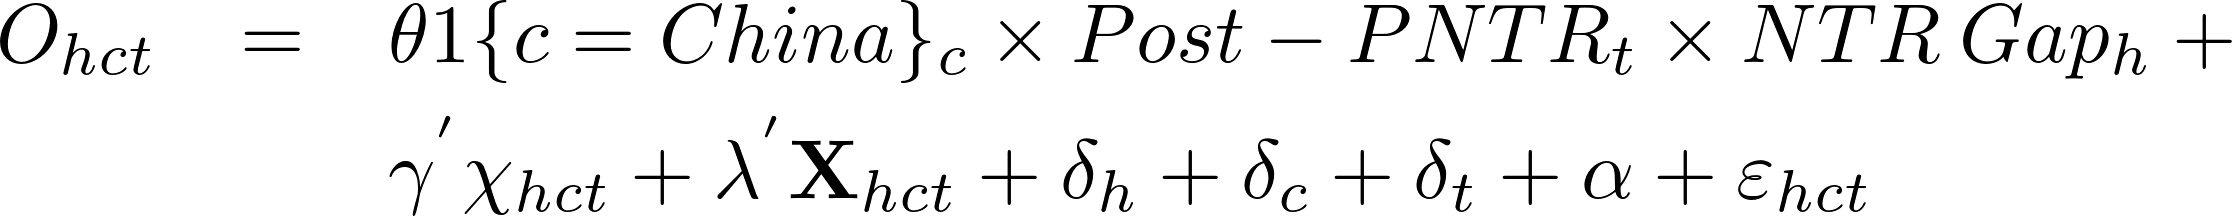 O_{hct} = θ1{c = China}_c × Post − PNTR_t × NTR Gap_h +
γ′χ_{hct} + λ′𝐗_{hct} + δ_h + δ_c + δ_t + α + ε_{hct}